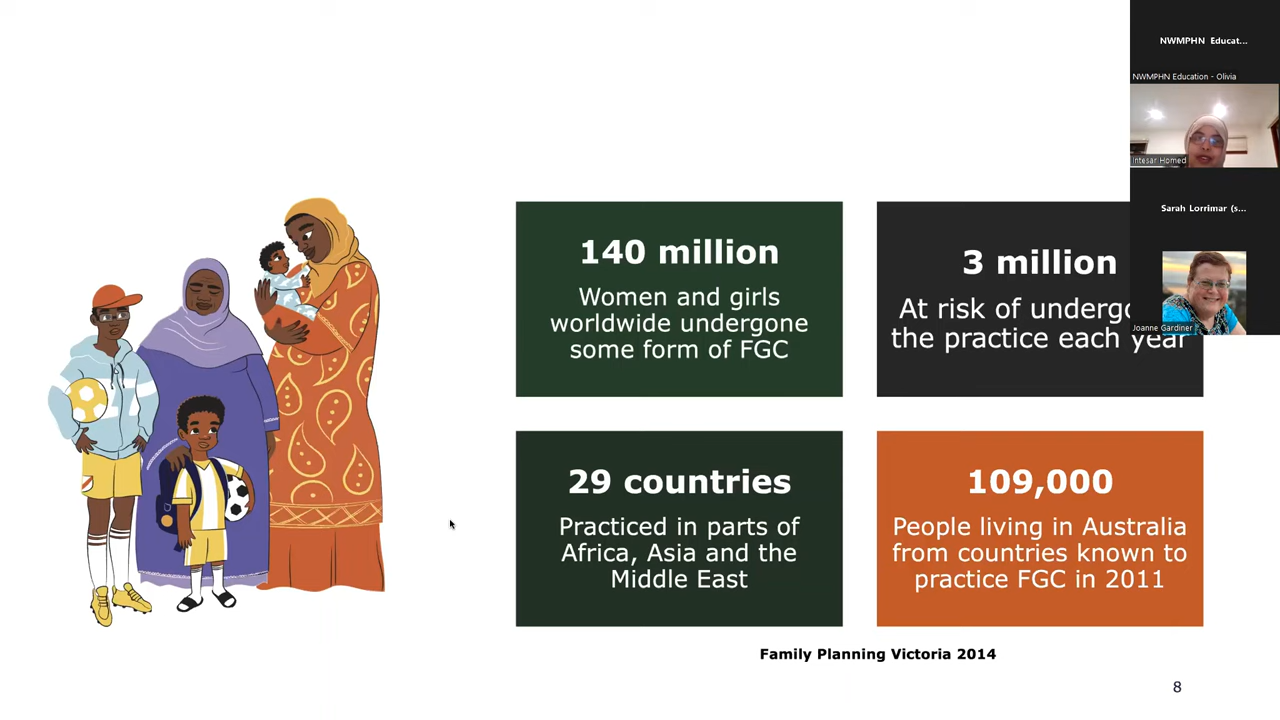 NWMPHN Educat...
NWMPHN Education - Olivia
Intesar Homed
Sarah Lorrimar (s...
Joanne Gardiner
140 million
Women and girls
worldwide undergone
some form of FGC
3 million
At risk of undergo
the practice each year
29 countries
Practiced in parts of
Africa, Asia and the
Middle East
109,000
People living in Australia
from countries known to
practice FGC in 2011
Family Planning Victoria 2014
8